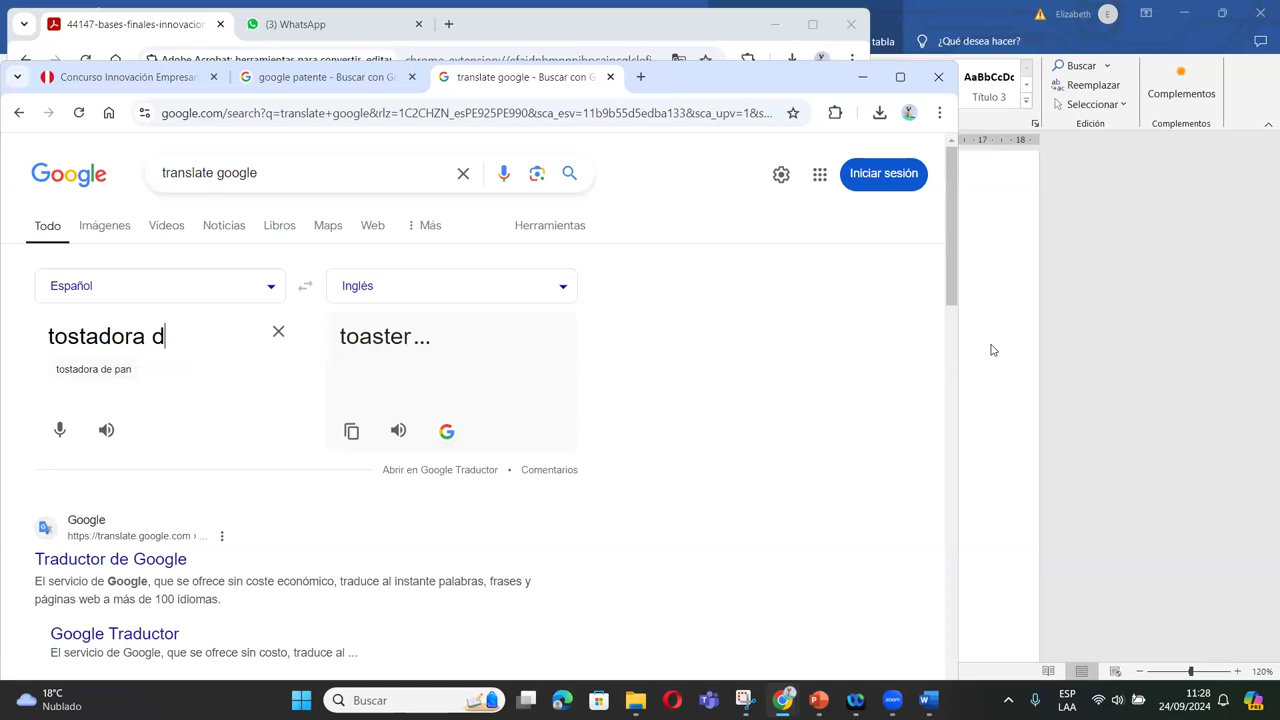 44147-bases-finales-innovacion
(3) WhatsApp
Elizabeth
E
Adobe Acrobat: herramientas para convertir, editar
tabla
¿Qué desea hacer?
Concurso Innovación Empresar
google patents - Buscar con Go
translate google - Buscar con G
AaBbCcDc
Título 3
Buscar
Reemplazar
Seleccionar
Edición
Complementos
Complementos
google.com/search?q=translate+google&rlz=1C2CHZN_esPE925PE990&sca_esv=11b9b55d5edba133&sca_upv=1&s...
17
18
Google
translate google
Iniciar sesión
Todo
Imágenes
Vídeos
Noticias
Libros
Maps
Web
Más
Herramientas
Español
Inglés
tostadora d
toaster...
tostadora de pan
Abrir en Google Traductor • Comentarios
Google
https://translate.google.com › ...
Traductor de Google
El servicio de Google, que se ofrece sin coste económico, traduce al instante palabras, frases y
páginas web a más de 100 idiomas.
Google Traductor
El servicio de Google, que se ofrece sin costo, traduce al ...
120%
18°C
Nublado
Buscar
ESP
LAA
11:28
24/09/2024